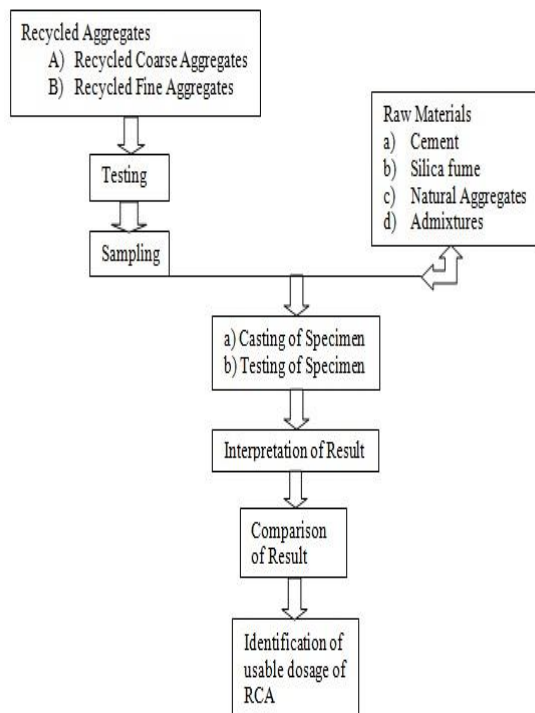 Recycled Aggregates
A) Recycled Coarse Aggregates
B) Recycled Fine Aggregates
Testing
Sampling
Raw Materials
a) Cement
b) Silica fume
c) Natural Aggregates
d) Admixtures
a) Casting of Specimen
b) Testing of Specimen
Interpretation of Result
Comparison
of Result
Identification of
usable dosage of
RCA